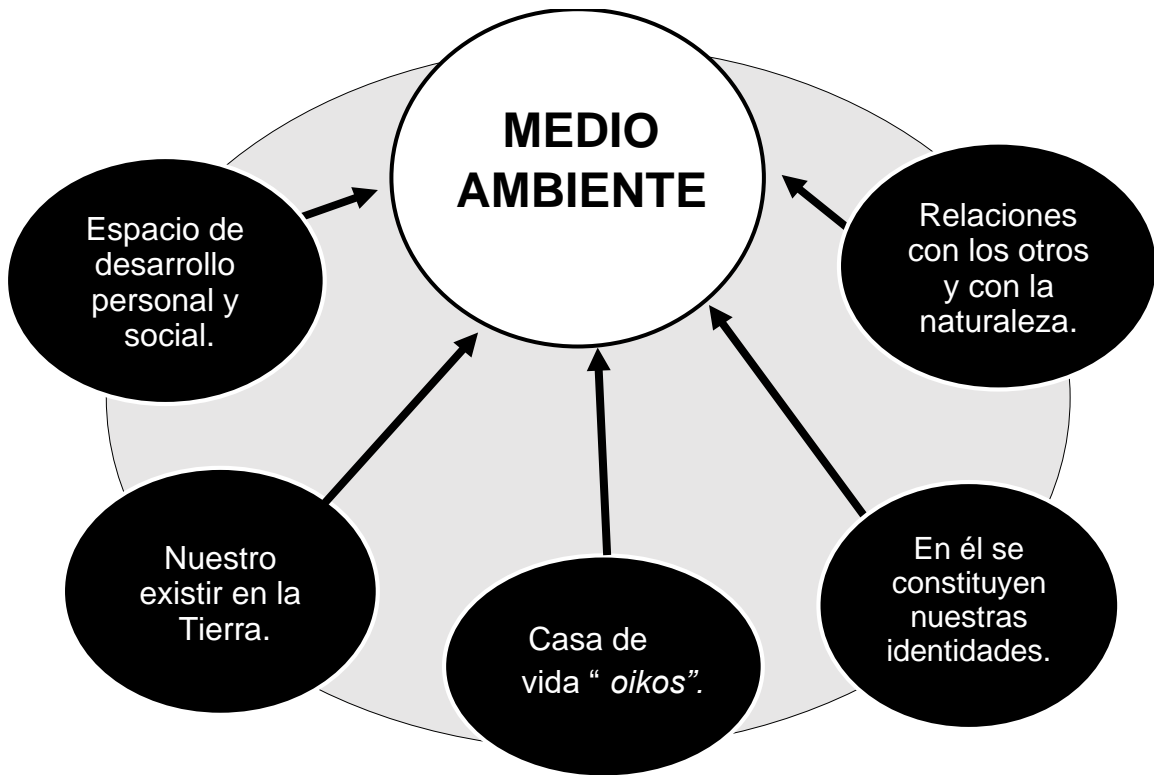 MEDIO
AMBIENTE
Espacio de
desarrollo
personal y
social.
Relaciones
con los otros
y con la
naturaleza.
Nuestro
existir en la
Tierra.
Casa de
vida “ oikos”.
En él se
constituyen
nuestras
identidades.